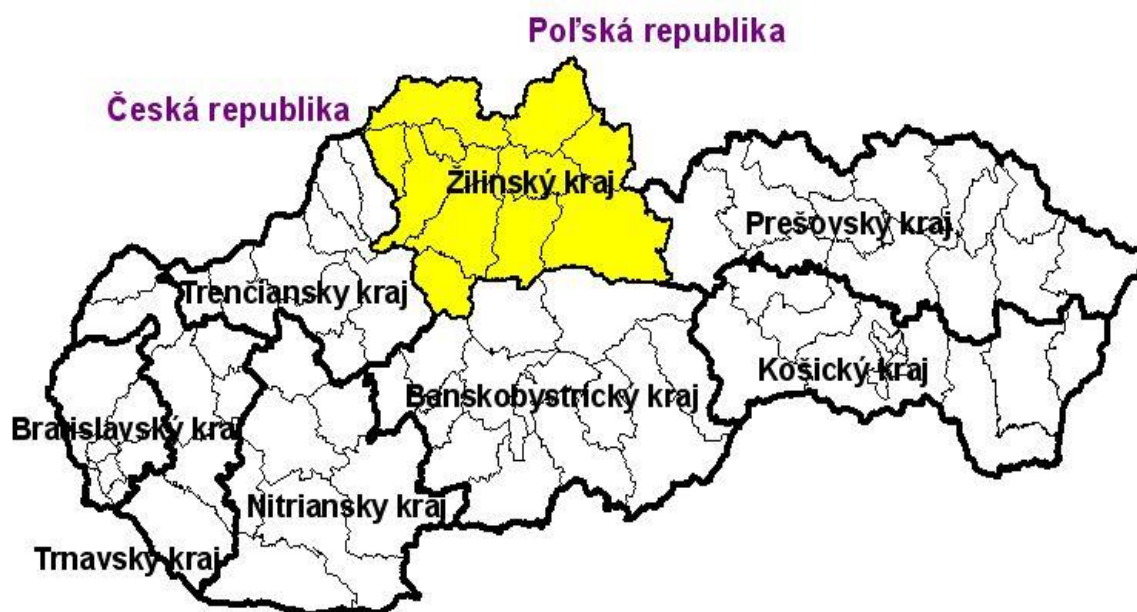 Poľská republika
Česká republika
Žilinský kraj
Prešovský kraj
Trenčiansky kraj
Košický kraj
Banskobystrický kraj
Bratislavský kraj
Nitriansky kraj
Trnavský kraj